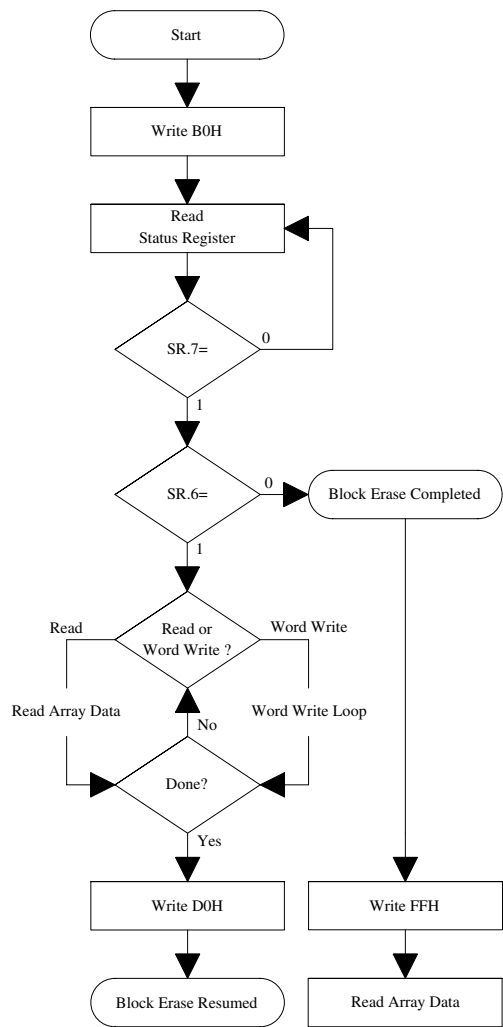 Start
Write B0H
Read
Status Register
SR.7=
0
1
SR.6=
0
Block Erase Completed
1
Read
Read or
Word Write ?
Word Write
Read Array Data
No
Word Write Loop
Done?
Yes
Write D0H
Write FFH
Block Erase Resumed
Read Array Data